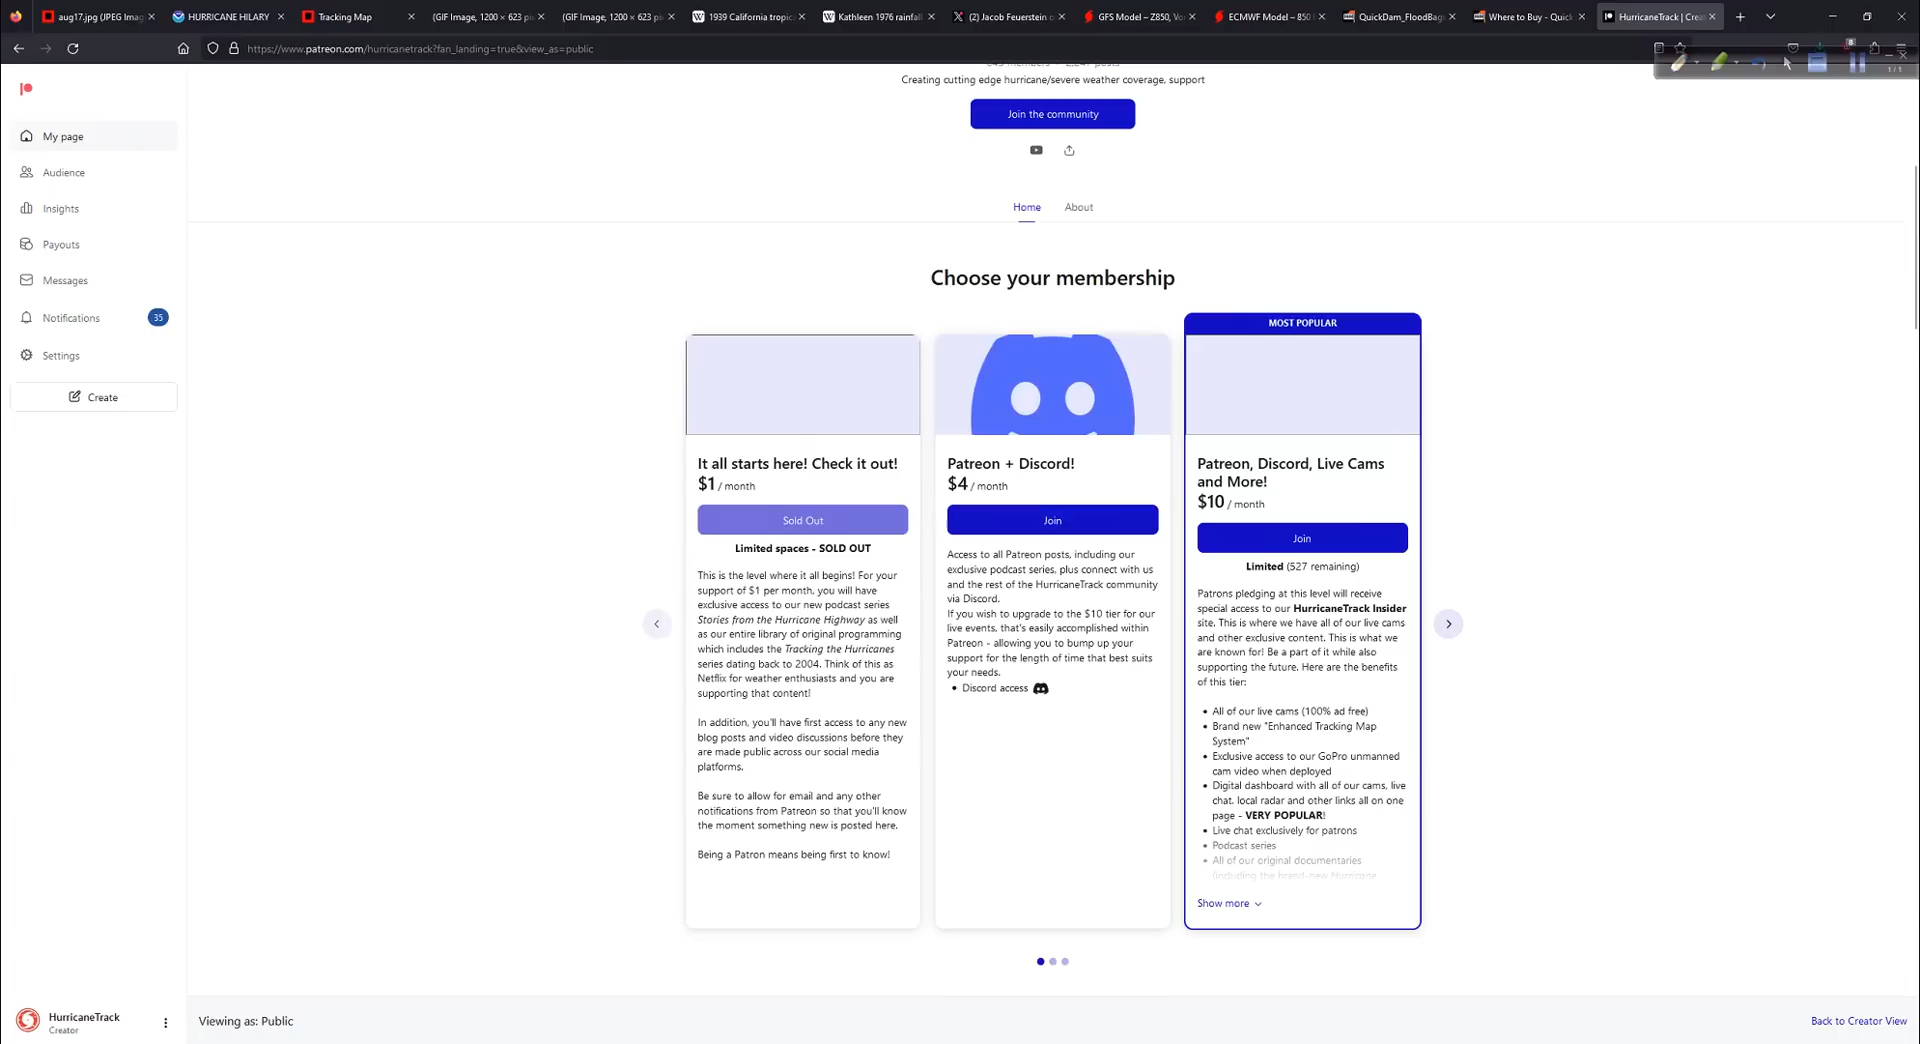 aug17.jpg (JPEG Imag
HURRICANE HILARY
Tracking Map
(GIF Image, 1200 × 623 pi
(GIF Image, 1200 × 623 pi
1939 California tropic
Kathleen 1976 rainfall
(2) Jacob Feuerstein o
GFS Model – Z850, Vo
ECMWF Model – 850
QuickDam_FloodBag
Where to Buy - Quick
HurricaneTrack | Crea
https://www.patreon.com/hurricanetrack?fan_landing=true&view_as=public
8
1/1
My page
Audience
Insights
Payouts
Messages
Notifications
35
Settings
Create
Creating cutting edge hurricane/severe weather coverage, support
Join the community
Home
About
Choose your membership
It all starts here! Check it out!
$1 / month
Sold Out
Limited spaces - SOLD OUT
This is the level where it all begins! For your
support of $1 per month, you will have
exclusive access to our new podcast series
Stories from the Hurricane Highway as well
as our entire library of original programming
which includes the Tracking the Hurricanes
series dating back to 2004. Think of this as
Netflix for weather enthusiasts and you are
supporting that content!
In addition, you'll have first access to any new
blog posts and video discussions before they
are made public across our social media
platforms.
Be sure to allow for email and any other
notifications from Patreon so that you'll know
the moment something new is posted here.
Being a Patron means being first to know!
Patreon + Discord!
$4 / month
Join
Access to all Patreon posts, including our
exclusive podcast series, plus connect with us
and the rest of the HurricaneTrack community
via Discord.
If you wish to upgrade to the $10 tier for our
live events, that's easily accomplished within
Patreon - allowing you to bump up your
support for the length of time that best suits
your needs.
• Discord access
MOST POPULAR
Patreon, Discord, Live Cams
and More!
$10 / month
Join
Limited (527 remaining)
Patrons pledging at this level will receive
special access to our HurricaneTrack Insider
site. This is where we have all of our live cams
and other exclusive content. This is what we
are known for! Be a part of it while also
supporting the future. Here are the benefits
of this tier:
• All of our live cams (100% ad free)
• Brand new "Enhanced Tracking Map
System"
• Exclusive access to our GoPro unmanned
cam video when deployed
• Digital dashboard with all of our cams, live
chat, local radar and other links all on one
page - VERY POPULAR!
• Live chat exclusively for patrons
• Podcast series
• All of our original documentaries
(including the brand-new Hurricane
Show more
HurricaneTrack
Creator
Viewing as: Public
Back to Creator View